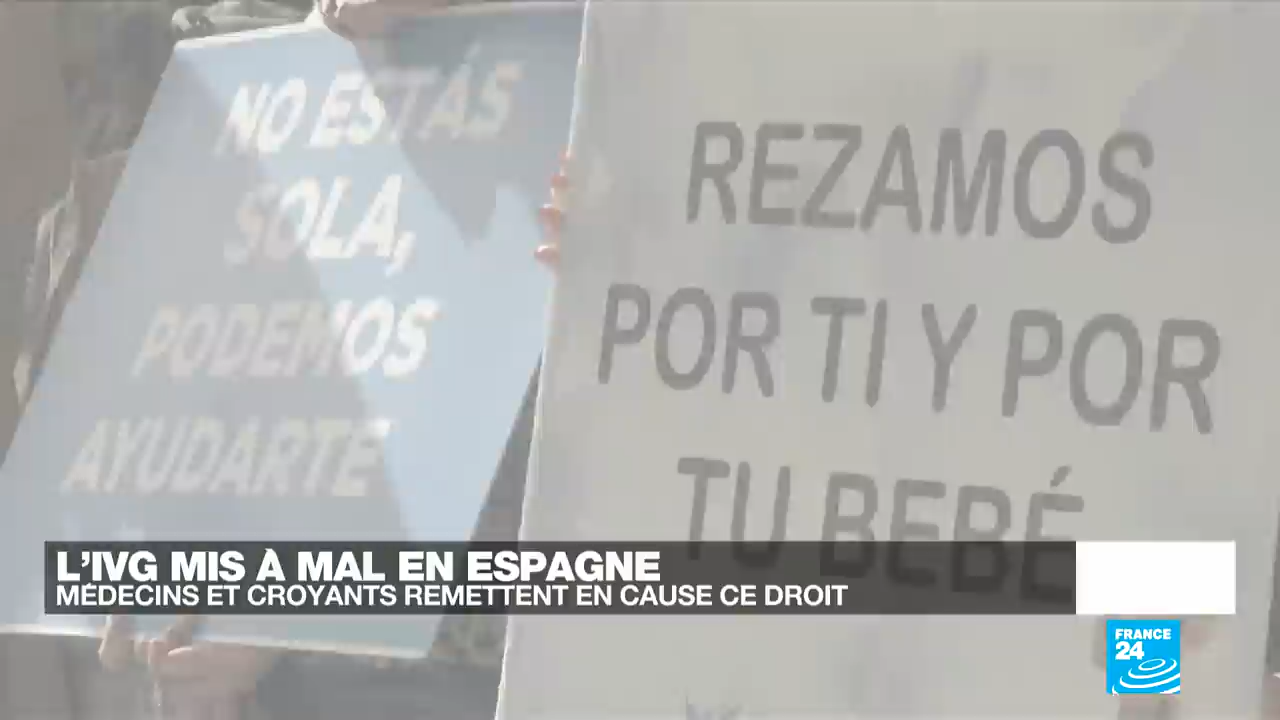 NO ESTÁS
SOLA,
PODEMOS
AYUDARTE
REZAMOS
POR TI Y POR
TU BEBÉ
L'IVG MIS À MAL EN ESPAGNE
MÉDECINS ET CROYANTS REMETTENT EN CAUSE CE DROIT
FRANCE
24